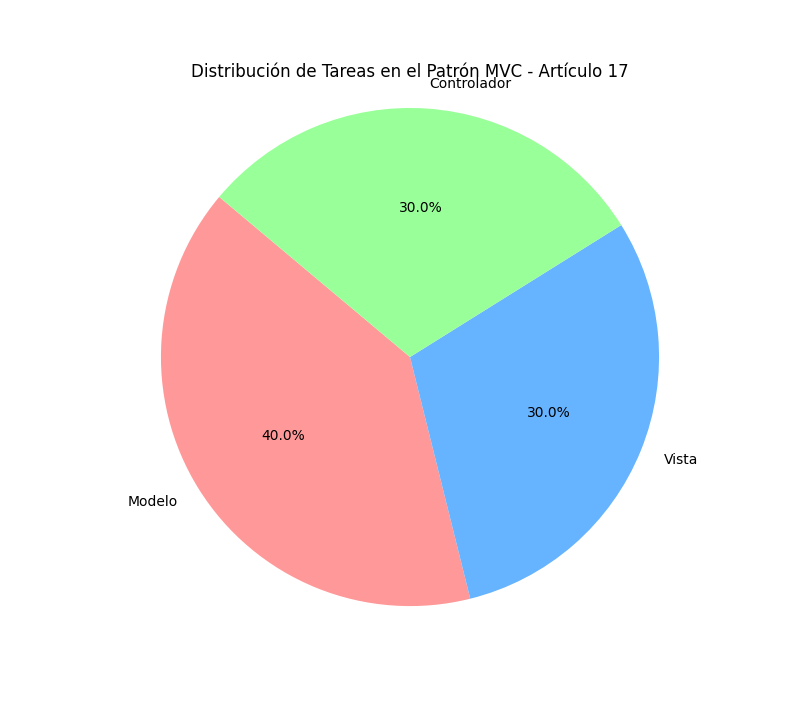 Distribución de Tareas en el Patrón MVC - Artículo 17
Controlador
30.0%
30.0%
40.0%
Vista
Modelo